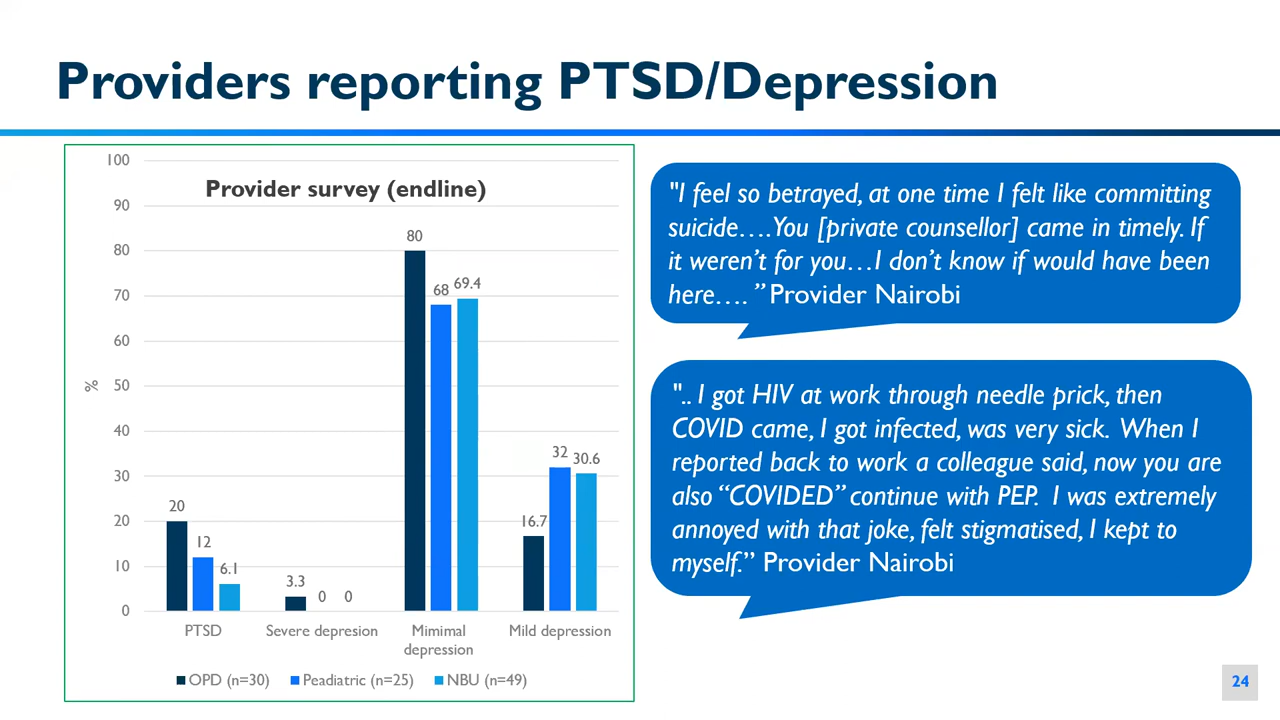 Providers reporting PTSD/Depression
Provider survey (endline)
100
90
80
70
60
50
40
30
20
10
0
%
20
12
6.1
3.3
0
0
80
68
69.4
16.7
32
30.6
PTSD
Severe depresion
Mimimal
depression
Mild depression
OPD (n=30)
Peadiatric (n=25)
NBU (n=49)
"I feel so betrayed, at one time I felt like committing
suicide….You [private counsellor] came in timely. If
it weren’t for you…I don’t know if would have been
here…. ” Provider Nairobi
".. I got HIV at work through needle prick, then
COVID came, I got infected, was very sick. When I
reported back to work a colleague said, now you are
also “COVIDED” continue with PEP. I was extremely
annoyed with that joke, felt stigmatised, I kept to
myself.” Provider Nairobi
24